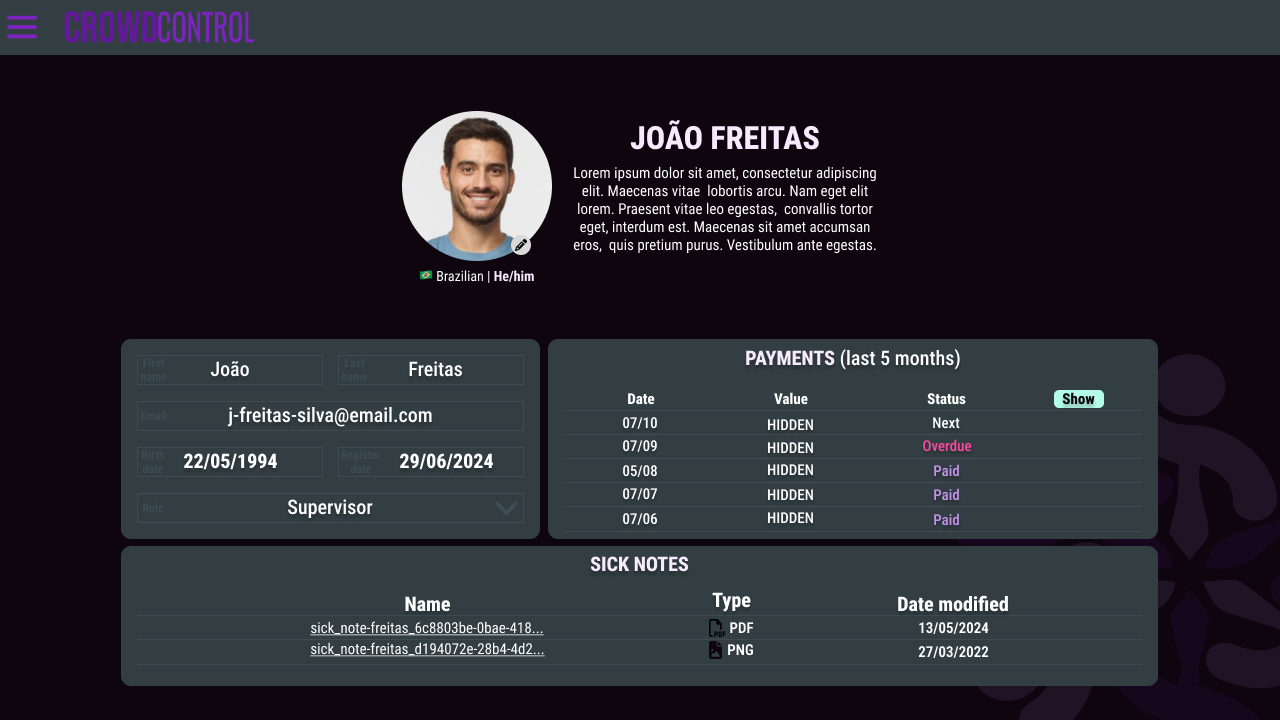 CROWDCONTROL
JOÃO FREITAS
Lorem ipsum dolor sit amet, consectetur adipiscing
elit. Maecenas vitae lobortis arcu. Nam eget elit
lorem. Praesent vitae leo egestas, convallis tortor
eget, interdum est. Maecenas sit amet accumsan
eros, quis pretium purus. Vestibulum ante egestas.
Brazilian | He/him
First name João Last name Freitas
Email j-freitas-silva@email.com
Birth date 22/05/1994 Register date 29/06/2024
Role Supervisor
PAYMENTS (last 5 months)
Date Value Status Show
07/10 HIDDEN Next
07/09 HIDDEN Overdue
05/08 HIDDEN Paid
07/07 HIDDEN Paid
07/06 HIDDEN Paid
SICK NOTES
Name Type Date modified
sick_note-freitas_6c8803be-0bae-418... PDF PDF 13/05/2024
sick_note-freitas_d194072e-28b4-4d2... PNG 27/03/2022